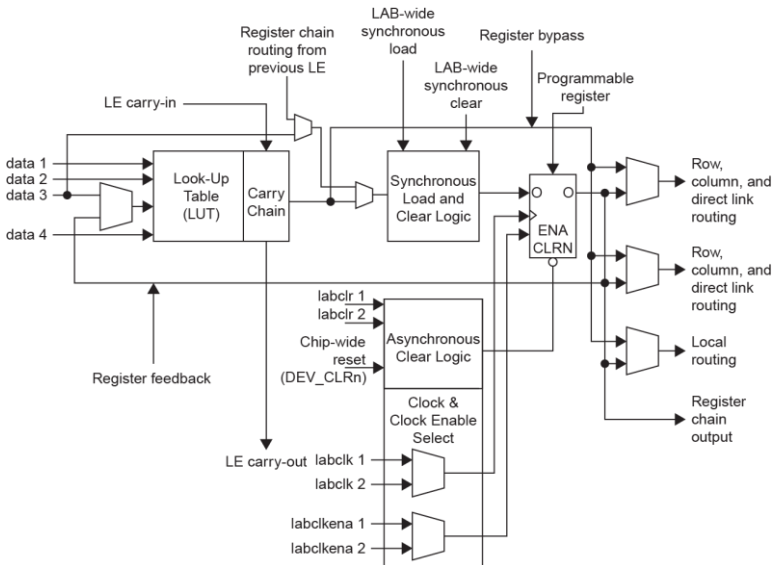 LAB-wide
synchronous
load
Register chain
routing from
previous LE
Register bypass
LAB-wide
synchronous
clear
Programmable
register
LE carry-in
data 1
data 2
data 3
data 4
Look-Up
Table
(LUT)
Carry
Chain
Synchronous
Load and
Clear Logic
ENA
CLRN
Row,
column, and
direct link
routing
Row,
column, and
direct link
routing
Local
routing
Register
chain
output
Register feedback
labclr 1
labclr 2
Chip-wide
reset
(DEV_CLRn)
Asynchronous
Clear Logic
Clock &
Clock Enable
Select
LE carry-out
labclk 1
labclk 2
labclkena 1
labclkena 2